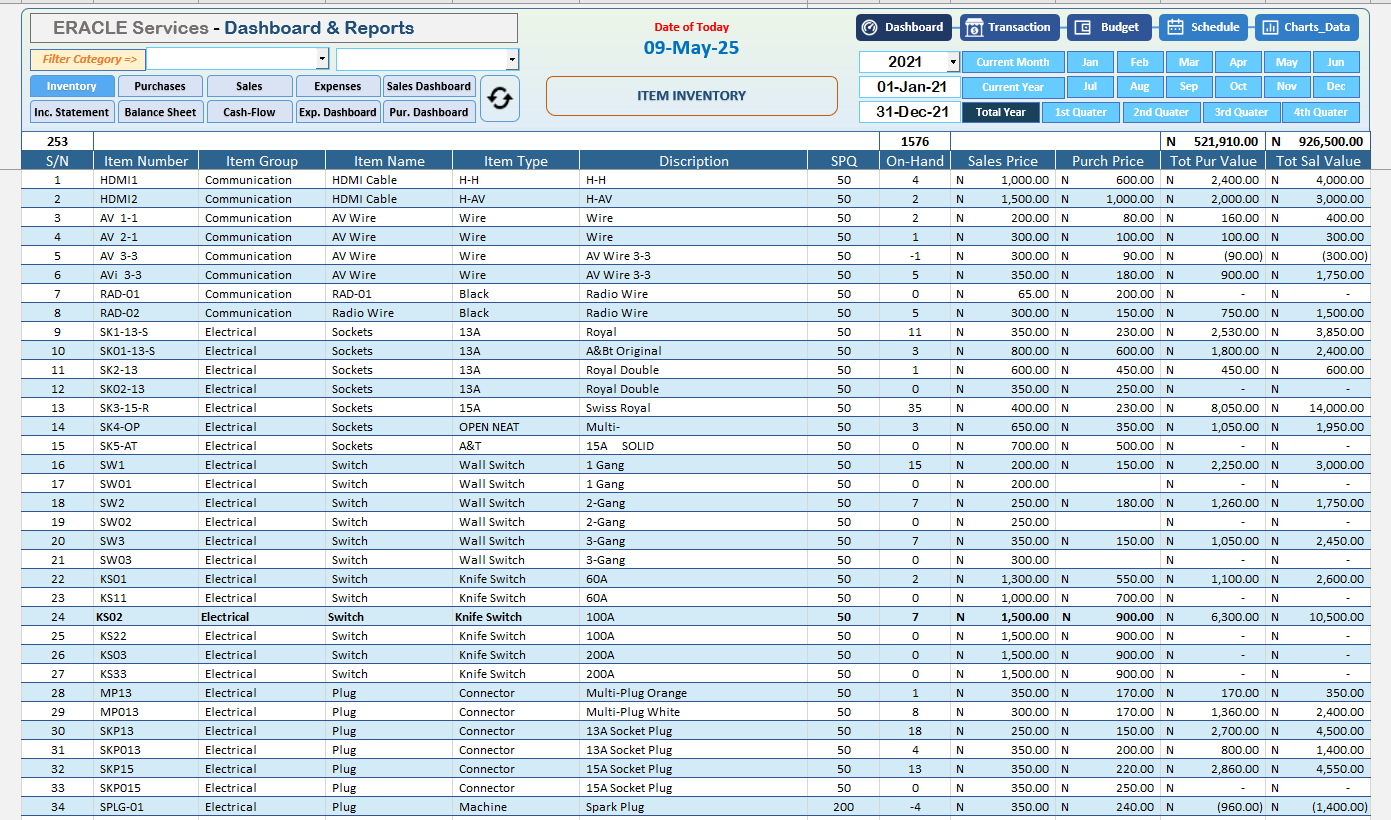 ERACLE Services - Dashboard & Reports
Date of Today
09-May-25
Dashboard Transaction Budget Schedule Charts_Data
Filter Category =>
2021 Current Month Jan Feb Mar Apr May Jun
Inventory Purchases Sales Expenses Sales Dashboard
ITEM INVENTORY
01-Jan-21 Current Year Jul Aug Sep Oct Nov Dec
Inc. Statement Balance Sheet Cash-Flow Exp. Dashboard Pur. Dashboard
31-Dec-21 Total Year 1st Quater 2nd Quater 3rd Quater 4th Quater
253 1576 N 521,910.00 N 926,500.00
S/N Item Number Item Group Item Name Item Type Discription SPQ On-Hand Sales Price Purch Price Tot Pur Value Tot Sal Value
1 HDMI1 Communication HDMI Cable H-H H-H 50 4 N 1,000.00 N 600.00 N 2,400.00 N 4,000.00
2 HDMI2 Communication HDMI Cable H-AV H-AV 50 2 N 1,500.00 N 1,000.00 N 2,000.00 N 3,000.00
3 AV 1-1 Communication AV Wire Wire Wire 50 2 N 200.00 N 80.00 N 160.00 N 400.00
4 AV 2-1 Communication AV Wire Wire Wire 50 1 N 300.00 N 100.00 N 100.00 N 300.00
5 AV 3-3 Communication AV Wire Wire AV Wire 3-3 50 -1 N 300.00 N 90.00 N (90.00) N (300.00)
6 AVi 3-3 Communication AV Wire Wire AV Wire 3-3 50 5 N 350.00 N 180.00 N 900.00 N 1,750.00
7 RAD-01 Communication RAD-01 Black Radio Wire 50 0 N 65.00 N 200.00 N - N -
8 RAD-02 Communication Radio Wire Black Radio Wire 50 5 N 300.00 N 150.00 N 750.00 N 1,500.00
9 SK1-13-S Electrical Sockets 13A Royal 50 11 N 350.00 N 230.00 N 2,530.00 N 3,850.00
10 SK01-13-S Electrical Sockets 13A A&Bt Original 50 3 N 800.00 N 600.00 N 1,800.00 N 2,400.00
11 SK2-13 Electrical Sockets 13A Royal Double 50 1 N 600.00 N 450.00 N 450.00 N 600.00
12 SK02-13 Electrical Sockets 13A Royal Double 50 0 N 350.00 N 250.00 N - N -
13 SK3-15-R Electrical Sockets 15A Swiss Royal 50 35 N 400.00 N 230.00 N 8,050.00 N 14,000.00
14 SK4-OP Electrical Sockets OPEN NEAT Multi- 50 3 N 650.00 N 350.00 N 1,050.00 N 1,950.00
15 SK5-AT Electrical Sockets A&T 15A SOLID 50 0 N 700.00 N 500.00 N - N -
16 SW1 Electrical Switch Wall Switch 1 Gang 50 15 N 200.00 N 150.00 N 2,250.00 N 3,000.00
17 SW01 Electrical Switch Wall Switch 1 Gang 50 0 N 200.00 N - N -
18 SW2 Electrical Switch Wall Switch 2-Gang 50 7 N 250.00 N 180.00 N 1,260.00 N 1,750.00
19 SW02 Electrical Switch Wall Switch 2-Gang 50 0 N 250.00 N - N -
20 SW3 Electrical Switch Wall Switch 3-Gang 50 7 N 350.00 N 150.00 N 1,050.00 N 2,450.00
21 SW03 Electrical Switch Wall Switch 3-Gang 50 0 N 300.00 N - N -
22 KS01 Electrical Switch Knife Switch 60A 50 2 N 1,300.00 N 550.00 N 1,100.00 N 2,600.00
23 KS11 Electrical Switch Knife Switch 60A 50 0 N 1,000.00 N 700.00 N - N -
24 KS02 Electrical Switch Knife Switch 100A 50 7 N 1,500.00 N 900.00 N 6,300.00 N 10,500.00
25 KS22 Electrical Switch Knife Switch 100A 50 0 N 1,500.00 N 900.00 N - N -
26 KS03 Electrical Switch Knife Switch 200A 50 0 N 1,500.00 N 900.00 N - N -
27 KS33 Electrical Switch Knife Switch 200A 50 0 N 1,500.00 N 900.00 N - N -
28 MP13 Electrical Plug Connector Multi-Plug Orange 50 1 N 350.00 N 170.00 N 170.00 N 350.00
29 MP013 Electrical Plug Connector Multi-Plug White 50 8 N 300.00 N 170.00 N 1,360.00 N 2,400.00
30 SKP13 Electrical Plug Connector 13A Socket Plug 50 18 N 250.00 N 150.00 N 2,700.00 N 4,500.00
31 SKP013 Electrical Plug Connector 13A Socket Plug 50 4 N 350.00 N 200.00 N 800.00 N 1,400.00
32 SKP15 Electrical Plug Connector 15A Socket Plug 50 13 N 350.00 N 220.00 N 2,860.00 N 4,550.00
33 SKP015 Electrical Plug Connector 15A Socket Plug 50 0 N 350.00 N 250.00 N - N -
34 SPLG-01 Electrical Plug Machine Spark Plug 200 -4 N 350.00 N 240.00 N (960.00) N (1,400.00)